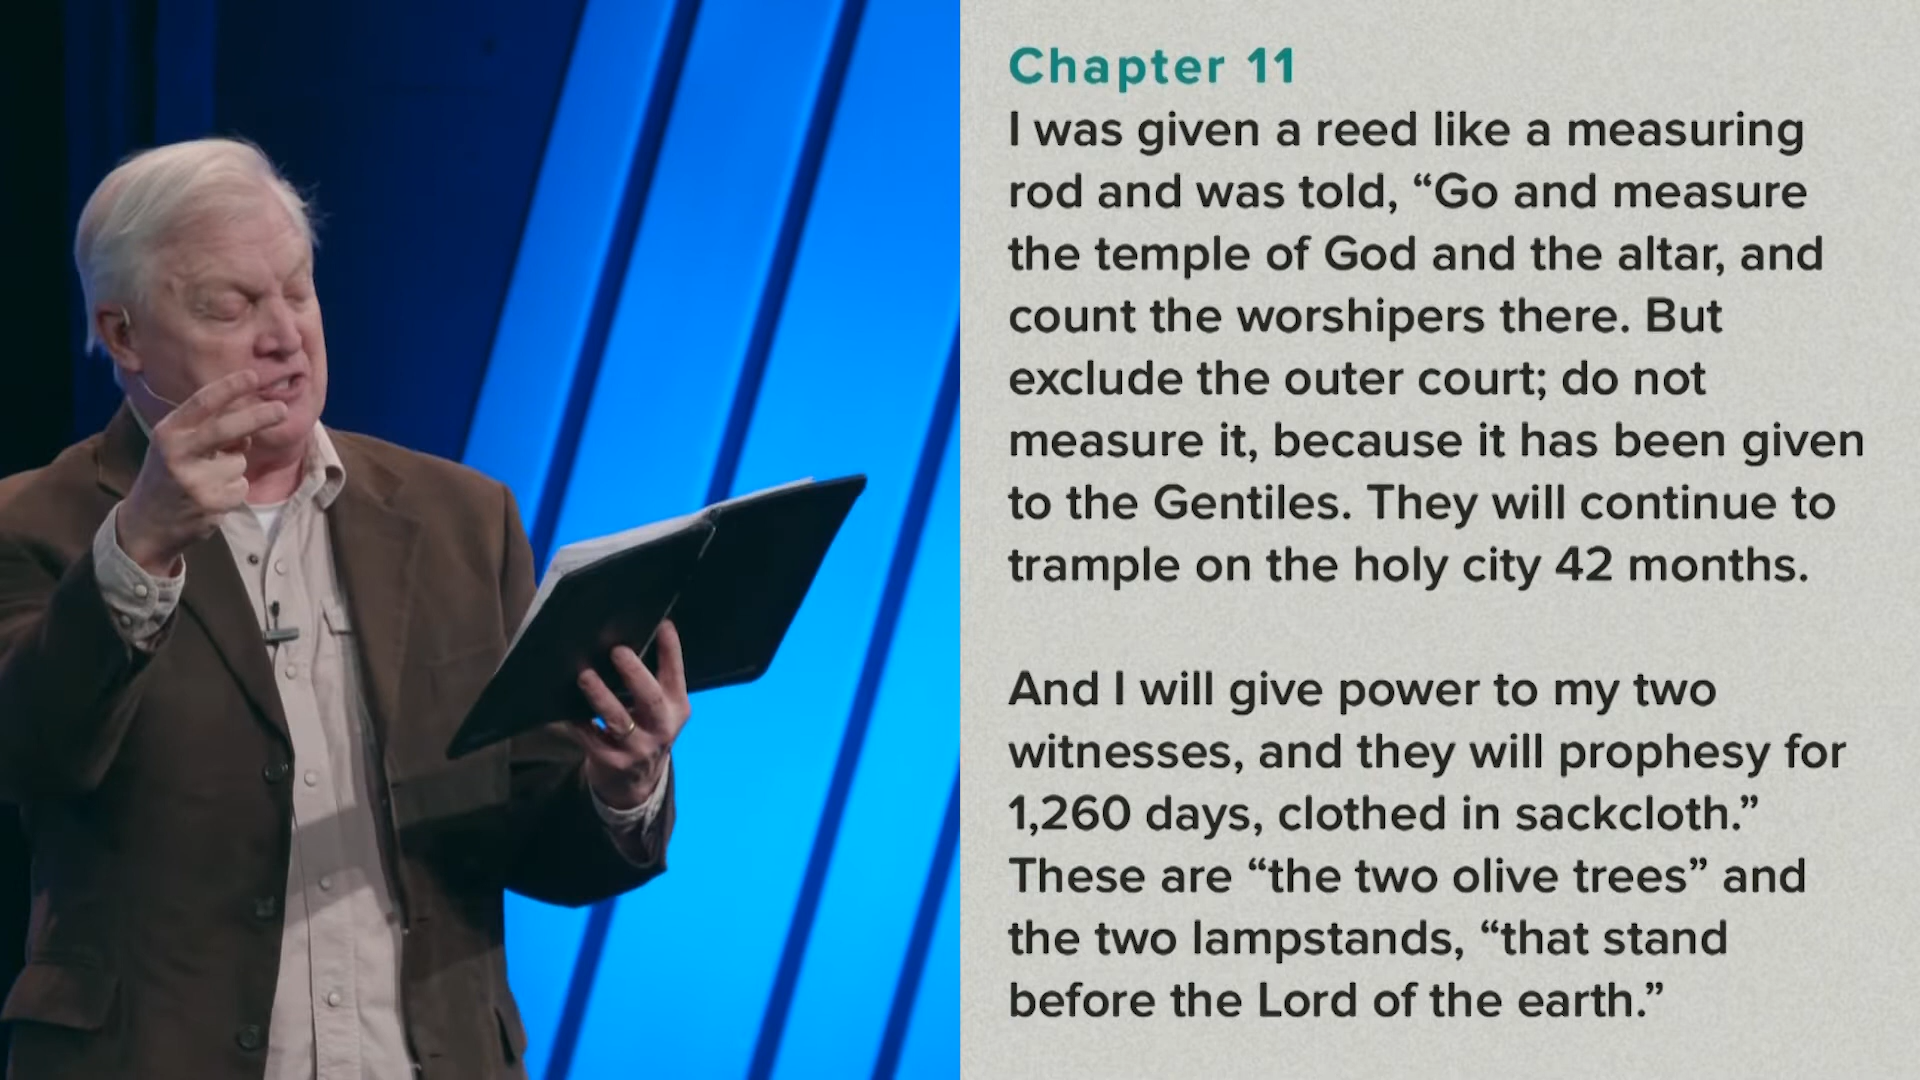 Chapter 11
I was given a reed like a measuring
rod and was told, “Go and measure
the temple of God and the altar, and
count the worshipers there. But
exclude the outer court; do not
measure it, because it has been given
to the Gentiles. They will continue to
trample on the holy city 42 months.
And I will give power to my two
witnesses, and they will prophesy for
1,260 days, clothed in sackcloth.”
These are “the two olive trees” and
the two lampstands, “that stand
before the Lord of the earth.”